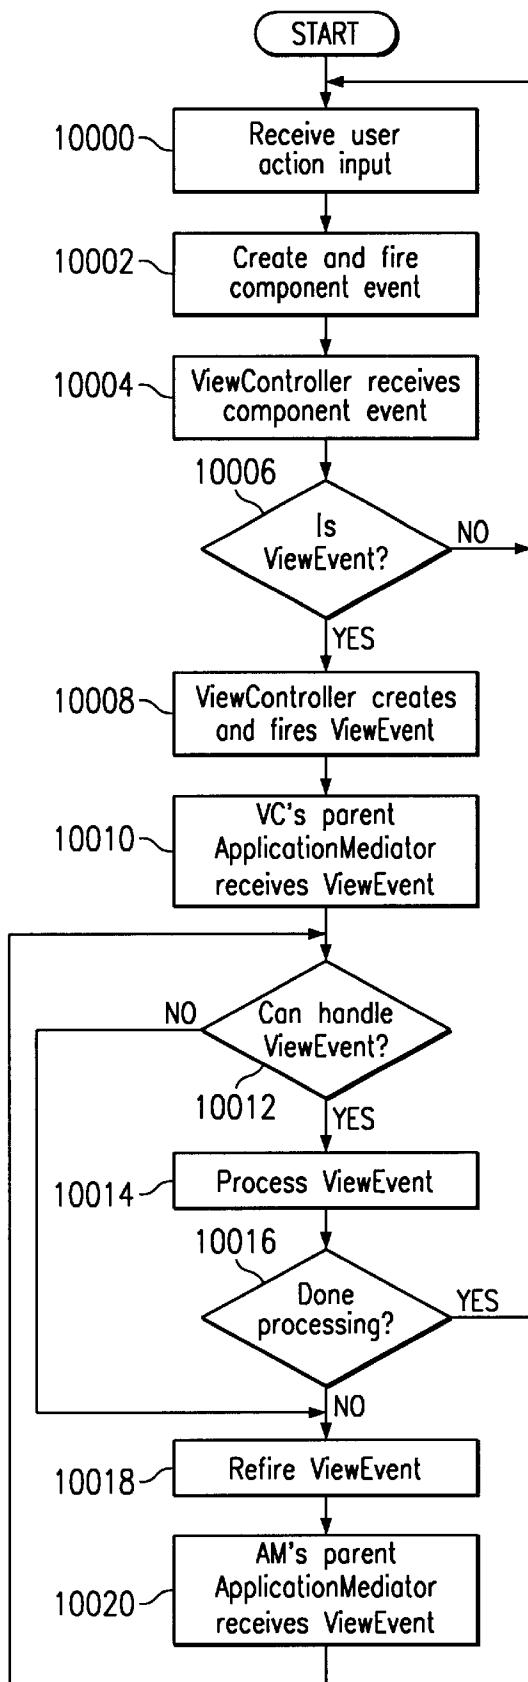 START
10000
Receive user
action input
10002
Create and fire
component event
10004
ViewController receives
component event
10006
Is
ViewEvent?
NO
YES
10008
ViewController creates
and fires ViewEvent
10010
VC's parent
ApplicationMediator
receives ViewEvent
NO
Can handle
ViewEvent?
10012
YES
10014
Process ViewEvent
10016
Done
processing?
YES
NO
10018
Refire ViewEvent
10020
AM's parent
ApplicationMediator
receives ViewEvent